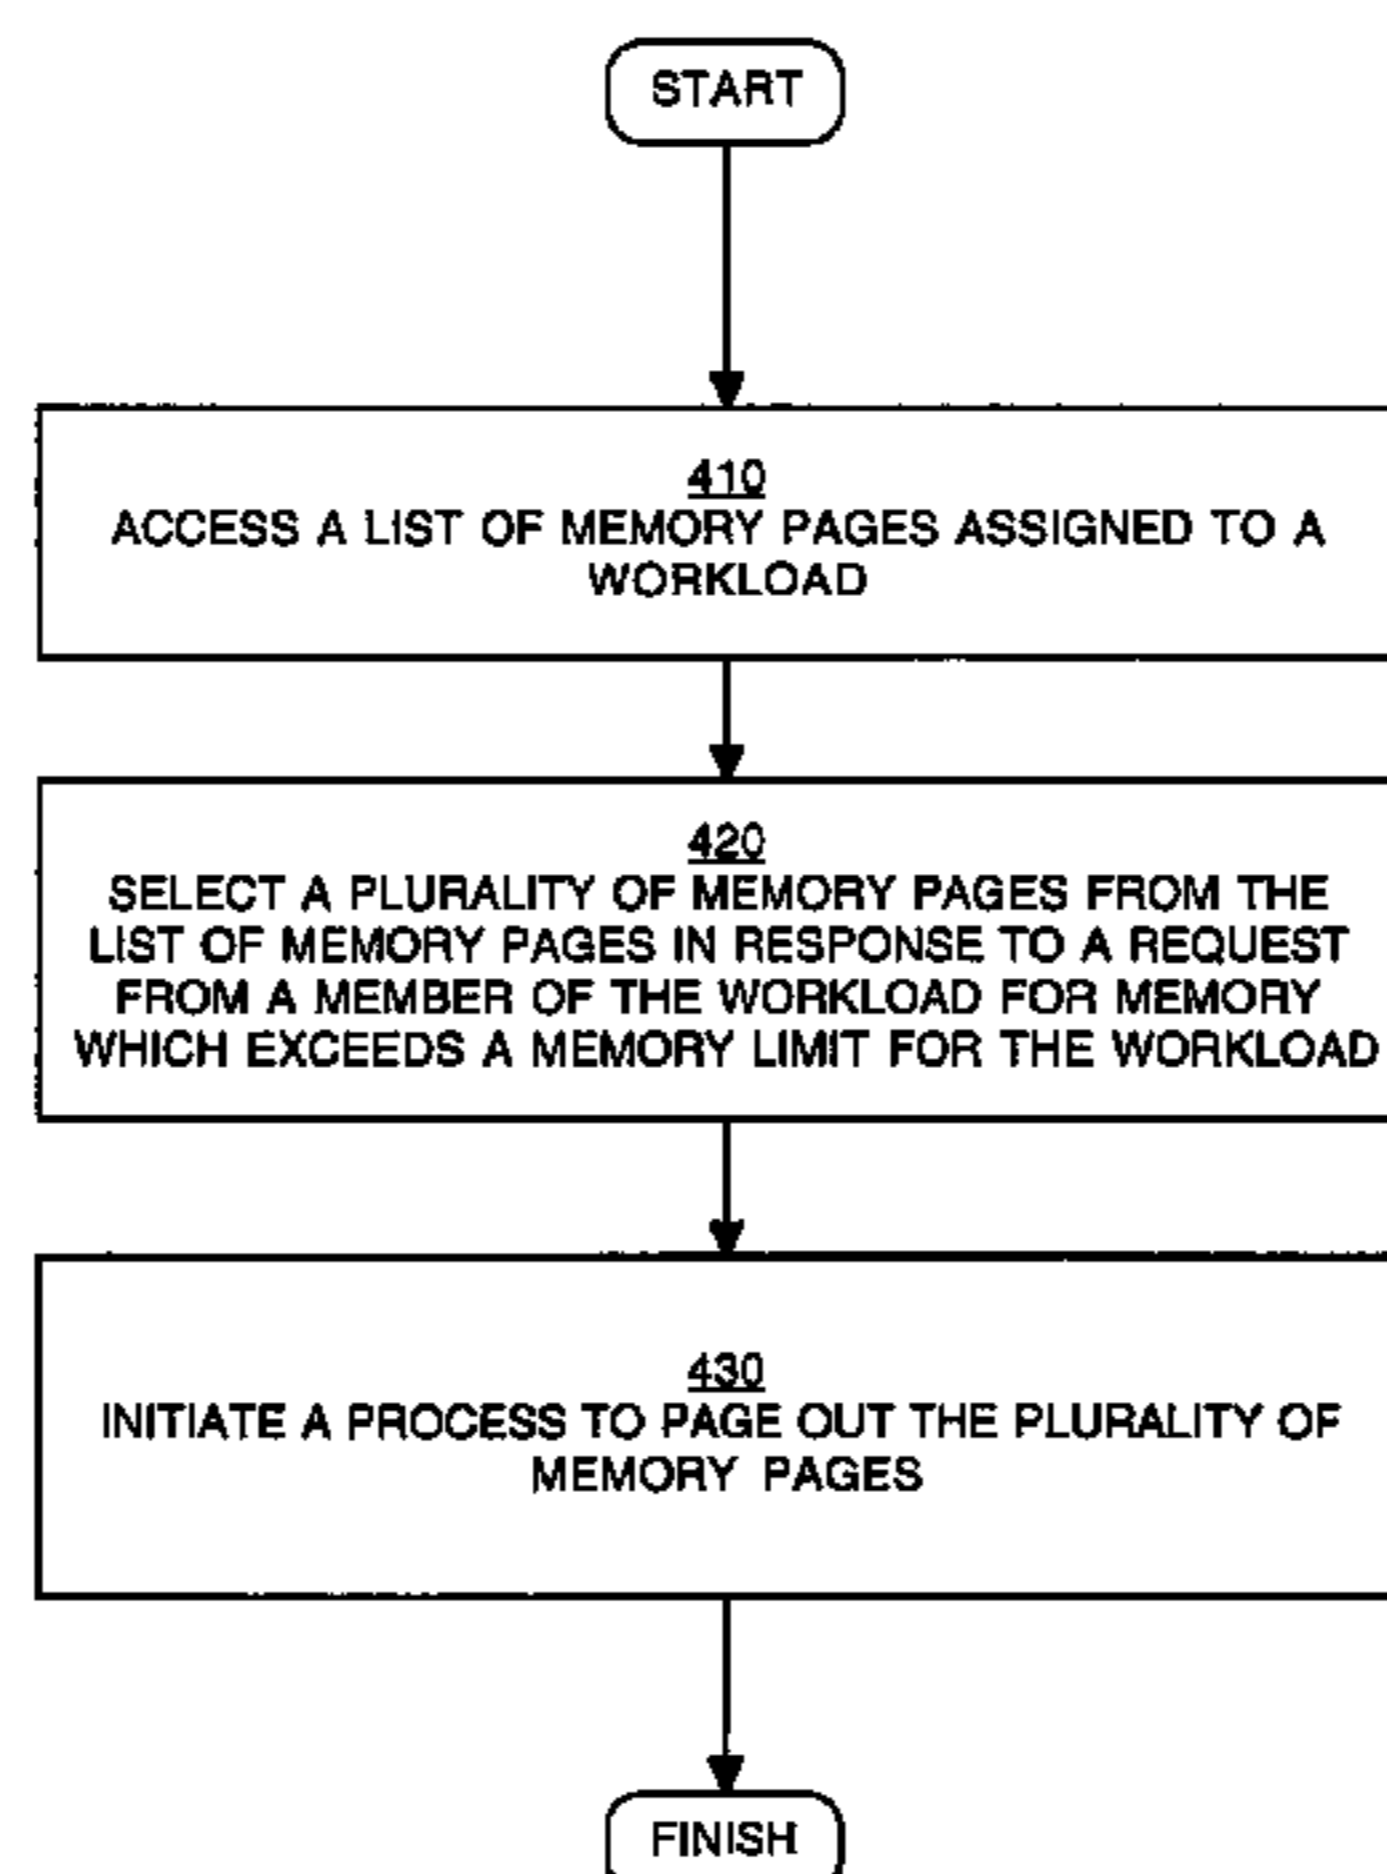 START
410
ACCESS A LIST OF MEMORY PAGES ASSIGNED TO A
WORKLOAD
420
SELECT A PLURALITY OF MEMORY PAGES FROM THE
LIST OF MEMORY PAGES IN RESPONSE TO A REQUEST
FROM A MEMBER OF THE WORKLOAD FOR MEMORY
WHICH EXCEEDS A MEMORY LIMIT FOR THE WORKLOAD
430
INITIATE A PROCESS TO PAGE OUT THE PLURALITY OF
MEMORY PAGES
FINISH